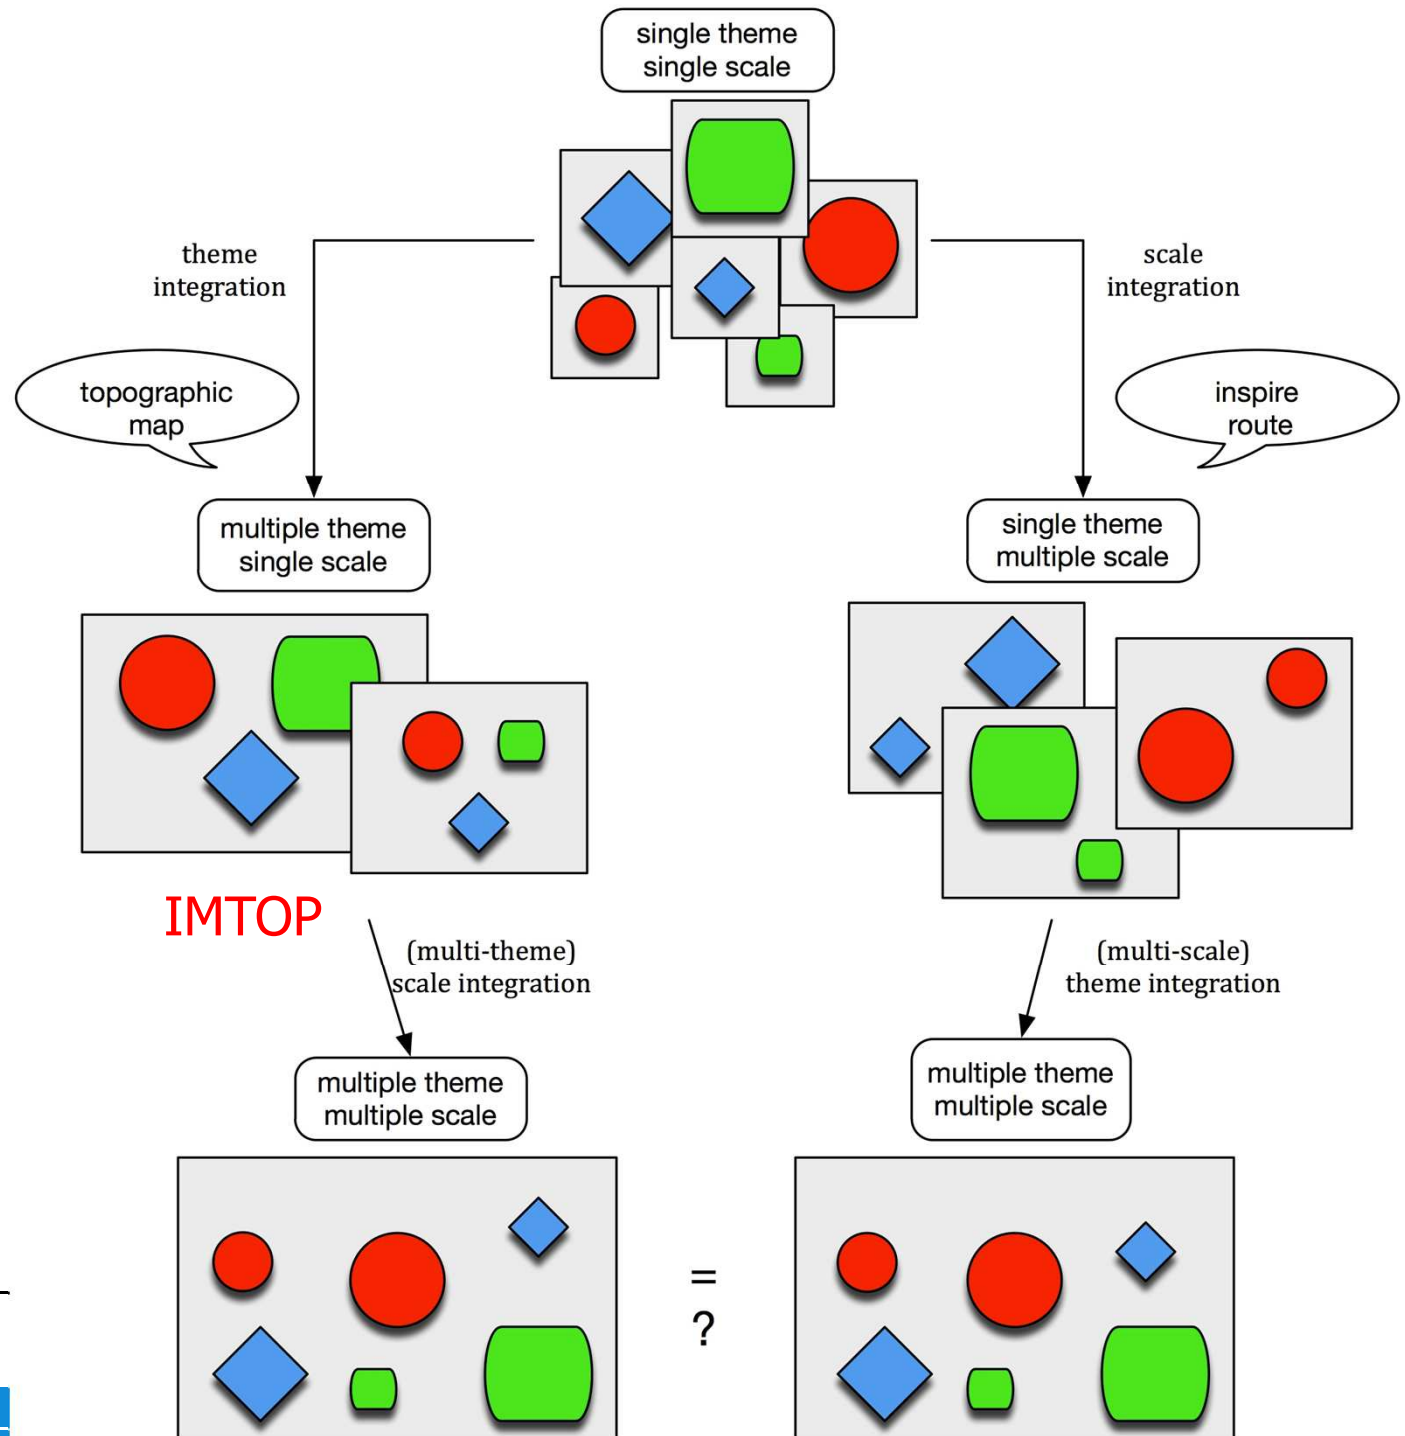 single theme
single scale
theme
integration
scale
integration
topographic
map
inspire
route
multiple theme
single scale
single theme
multiple scale
IMTOP
(multi-theme)
scale integration
(multi-scale)
theme integration
multiple theme
multiple scale
multiple theme
multiple scale
=
?